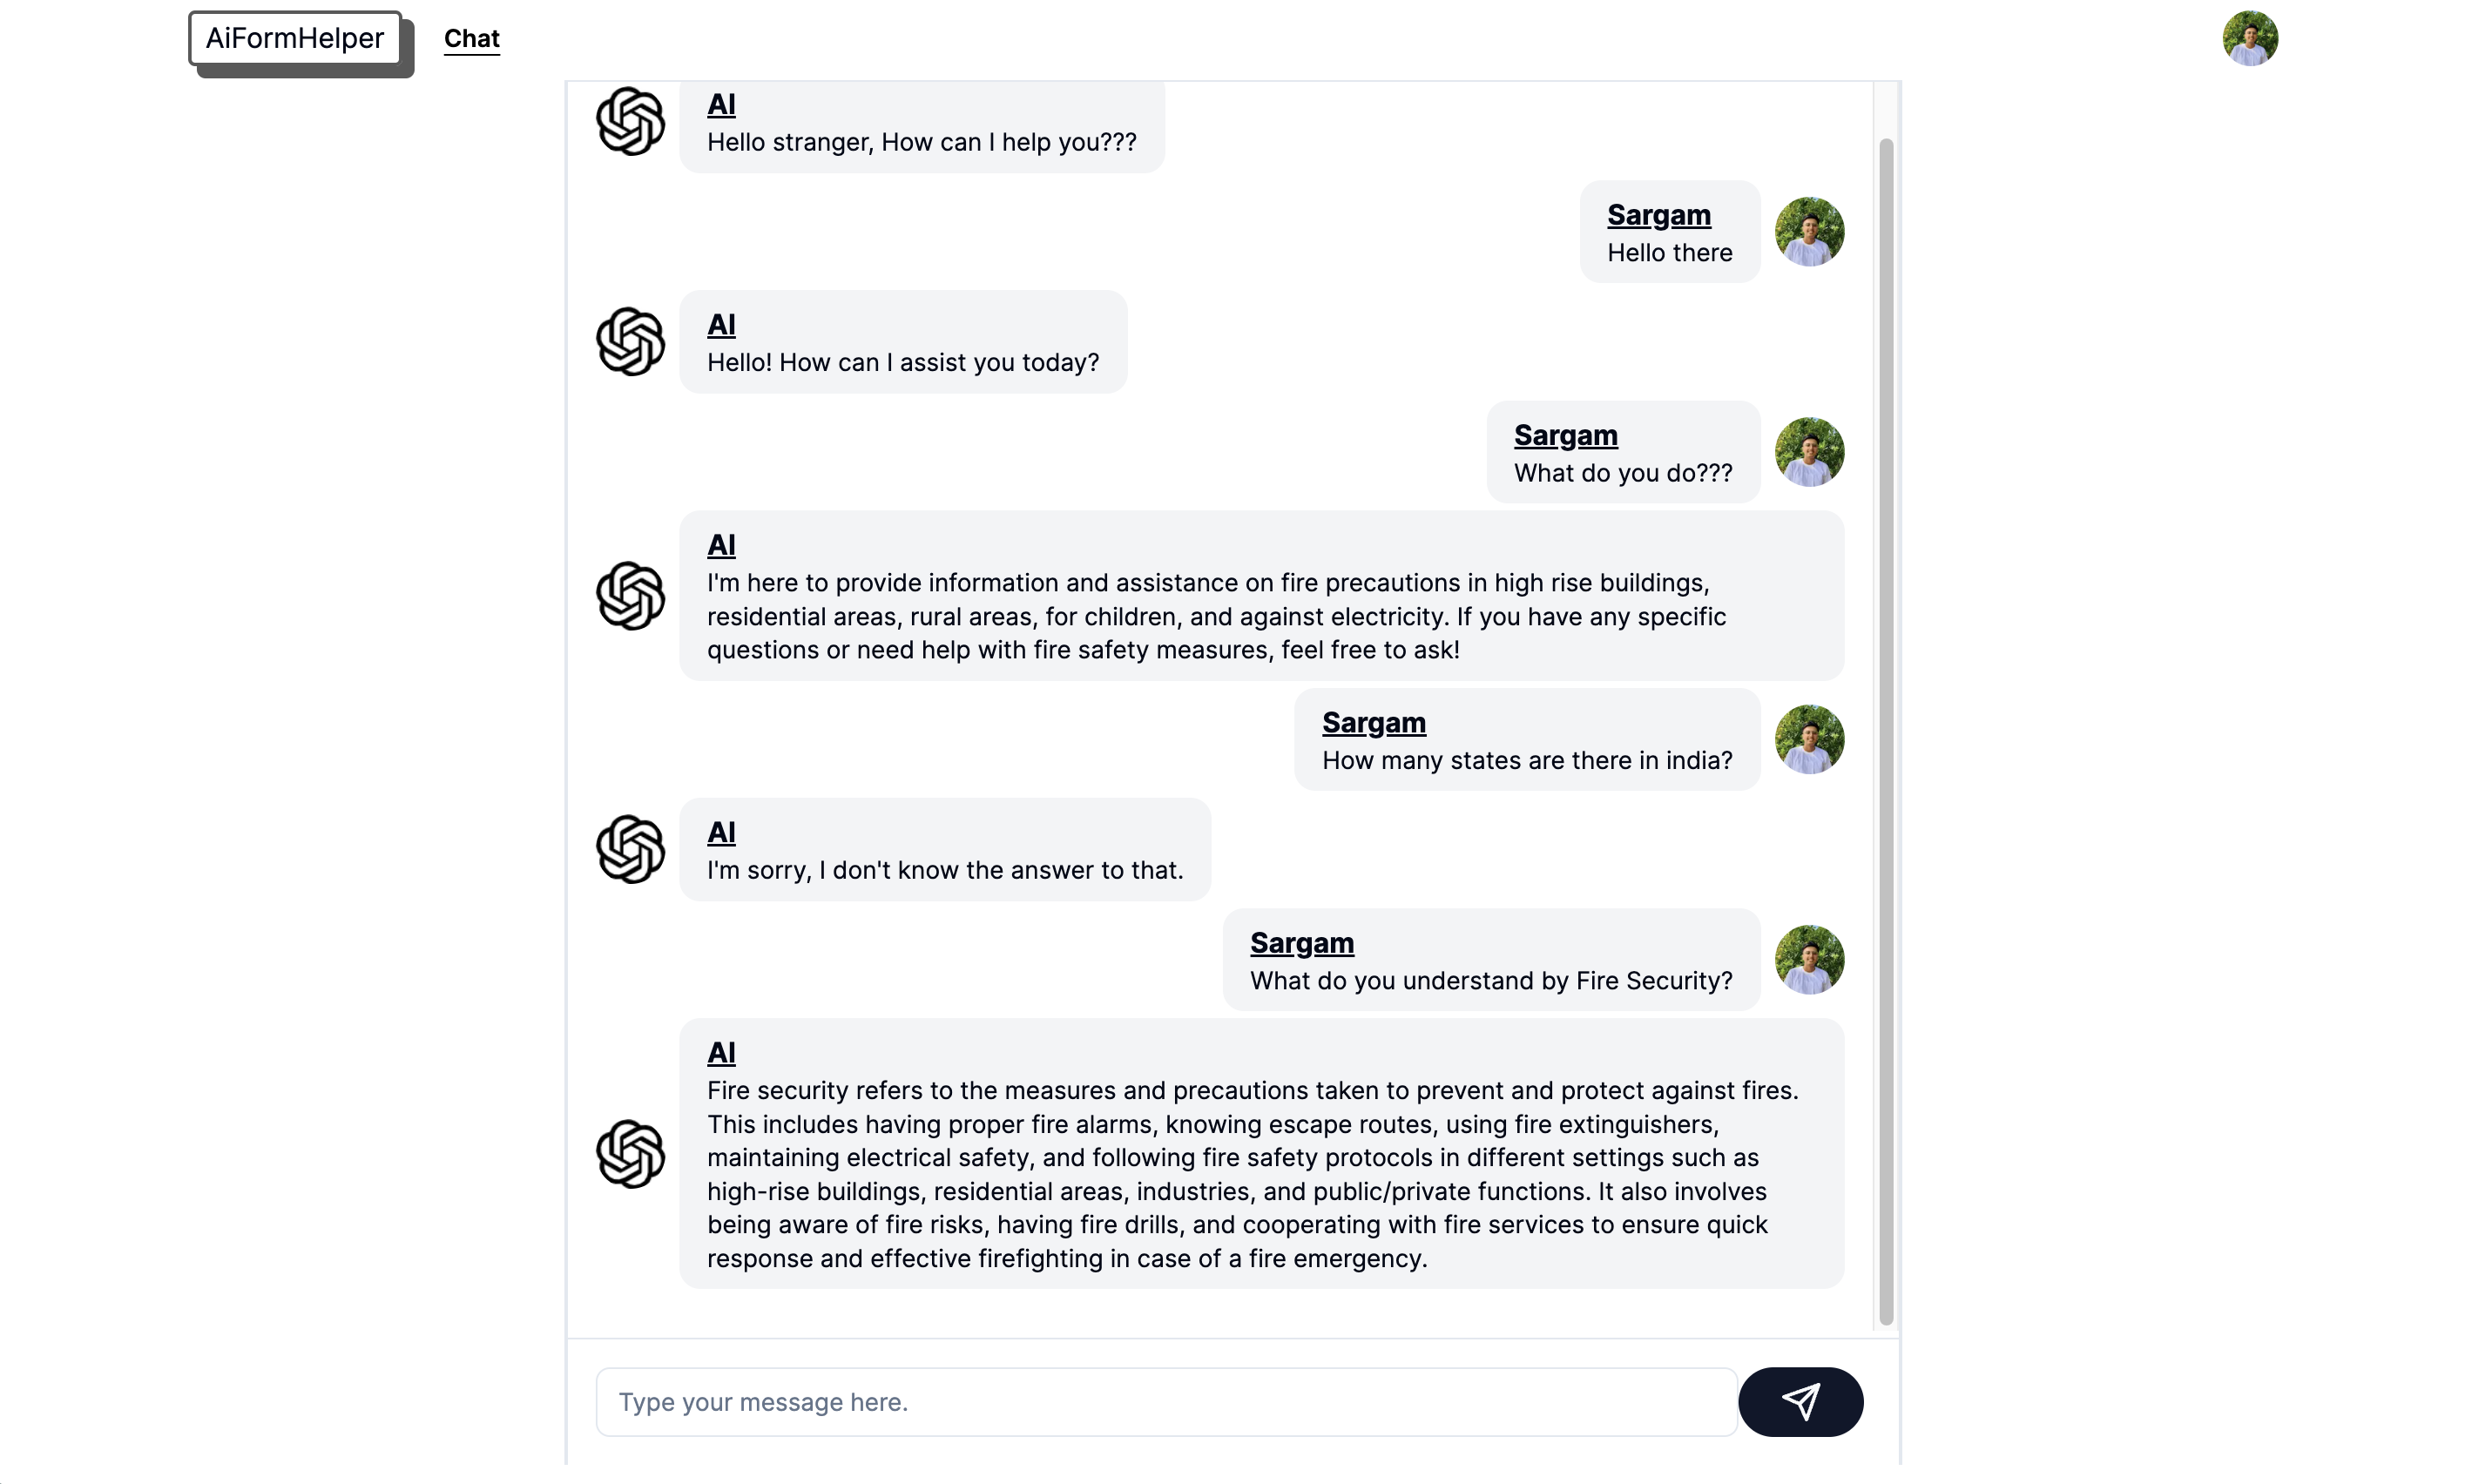 AiFormHelper
Chat
AI
Hello stranger, How can I help you???
Sargam
Hello there
AI
Hello! How can I assist you today?
Sargam
What do you do???
AI
I'm here to provide information and assistance on fire precautions in high rise buildings,
residential areas, rural areas, for children, and against electricity. If you have any specific
questions or need help with fire safety measures, feel free to ask!
Sargam
How many states are there in india?
AI
I'm sorry, I don't know the answer to that.
Sargam
What do you understand by Fire Security?
AI
Fire security refers to the measures and precautions taken to prevent and protect against fires.
This includes having proper fire alarms, knowing escape routes, using fire extinguishers,
maintaining electrical safety, and following fire safety protocols in different settings such as
high-rise buildings, residential areas, industries, and public/private functions. It also involves
being aware of fire risks, having fire drills, and cooperating with fire services to ensure quick
response and effective firefighting in case of a fire emergency.
Type your message here.